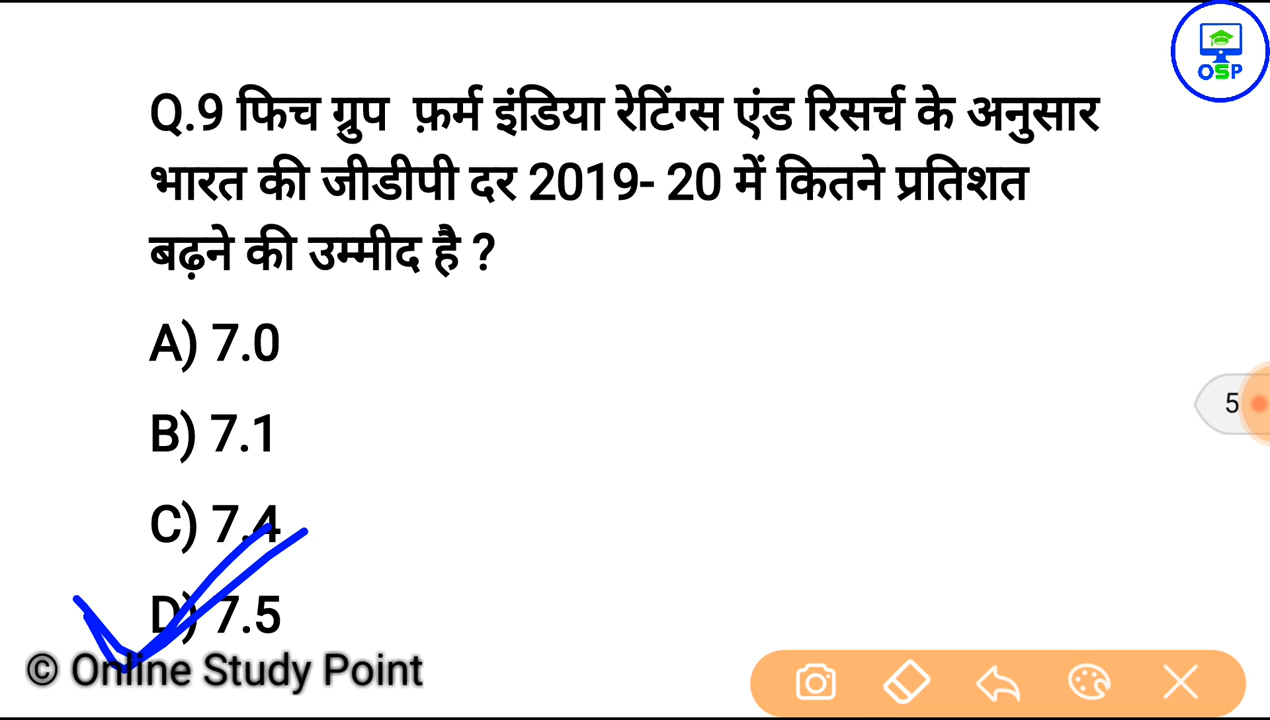 OSP
Q.9 फिच ग्रुप फ़र्म इंडिया रेटिंग्स एंड रिसर्च के अनुसार
भारत की जीडीपी दर 2019- 20 में कितने प्रतिशत
बढ़ने की उम्मीद है ?
A) 7.0
B) 7.1
5
C) 7.4
D) 7.5
© Online Study Point